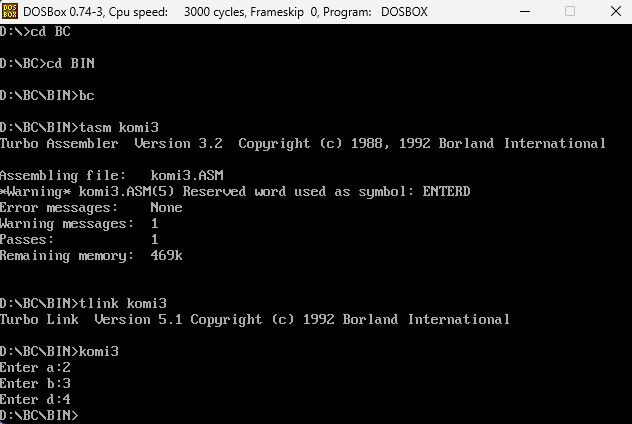 DOSBox 0.74-3, Cpu speed:    3000 cycles, Frameskip  0, Program:   DOSBOX
D:\>cd BC
D:\BC>cd BIN
D:\BC\BIN>bc
D:\BC\BIN>tasm komi3
Turbo Assembler  Version 3.2  Copyright (c) 1988, 1992 Borland International
Assembling file:   komi3.ASM
*Warning* komi3.ASM(5) Reserved word used as symbol: ENTERD
Error messages:    None
Warning messages:  1
Passes:            1
Remaining memory:  469k
D:\BC\BIN>tlink komi3
Turbo Link  Version 5.1 Copyright (c) 1992 Borland International
D:\BC\BIN>komi3
Enter a:2
Enter b:3
Enter d:4
D:\BC\BIN>